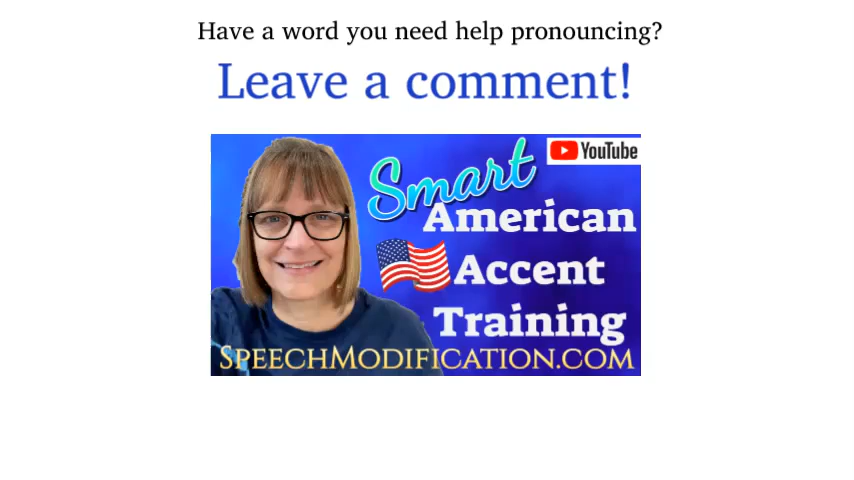 Have a word you need help pronouncing?
Leave a comment!
YouTube
Smart
American
Accent
Training
SPEECHMODIFICATION.COM